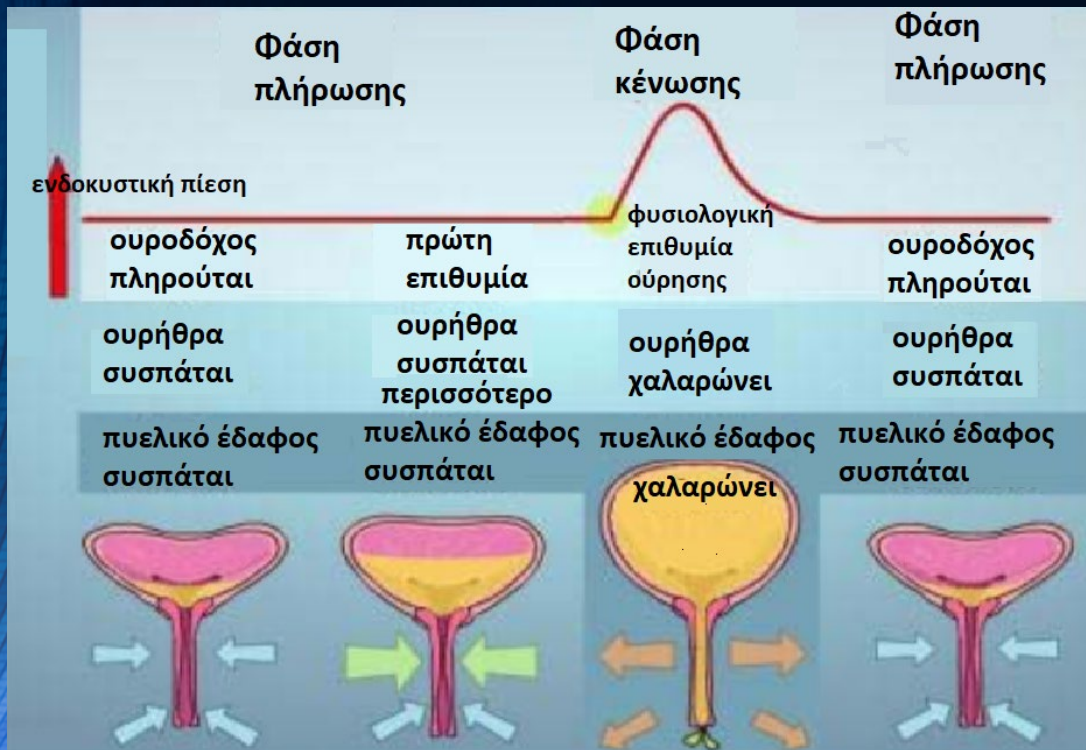 Φάση
πλήρωσης
Φάση
κένωσης
Φάση
πλήρωσης
ενδοκυστική πίεση
ουροδόχος
πληρούται
πρώτη
επιθυμία
φυσιολογική
επιθυμία
ούρησης
ουροδόχος
πληρούται
ουρήθρα
συσπάται
ουρήθρα
συσπάται
περισσότερο
ουρήθρα
χαλαρώνει
ουρήθρα
συσπάται
πυελικό έδαφος
συσπάται
πυελικό έδαφος
συσπάται
πυελικό έδαφος
χαλαρώνει
πυελικό έδαφος
συσπάται